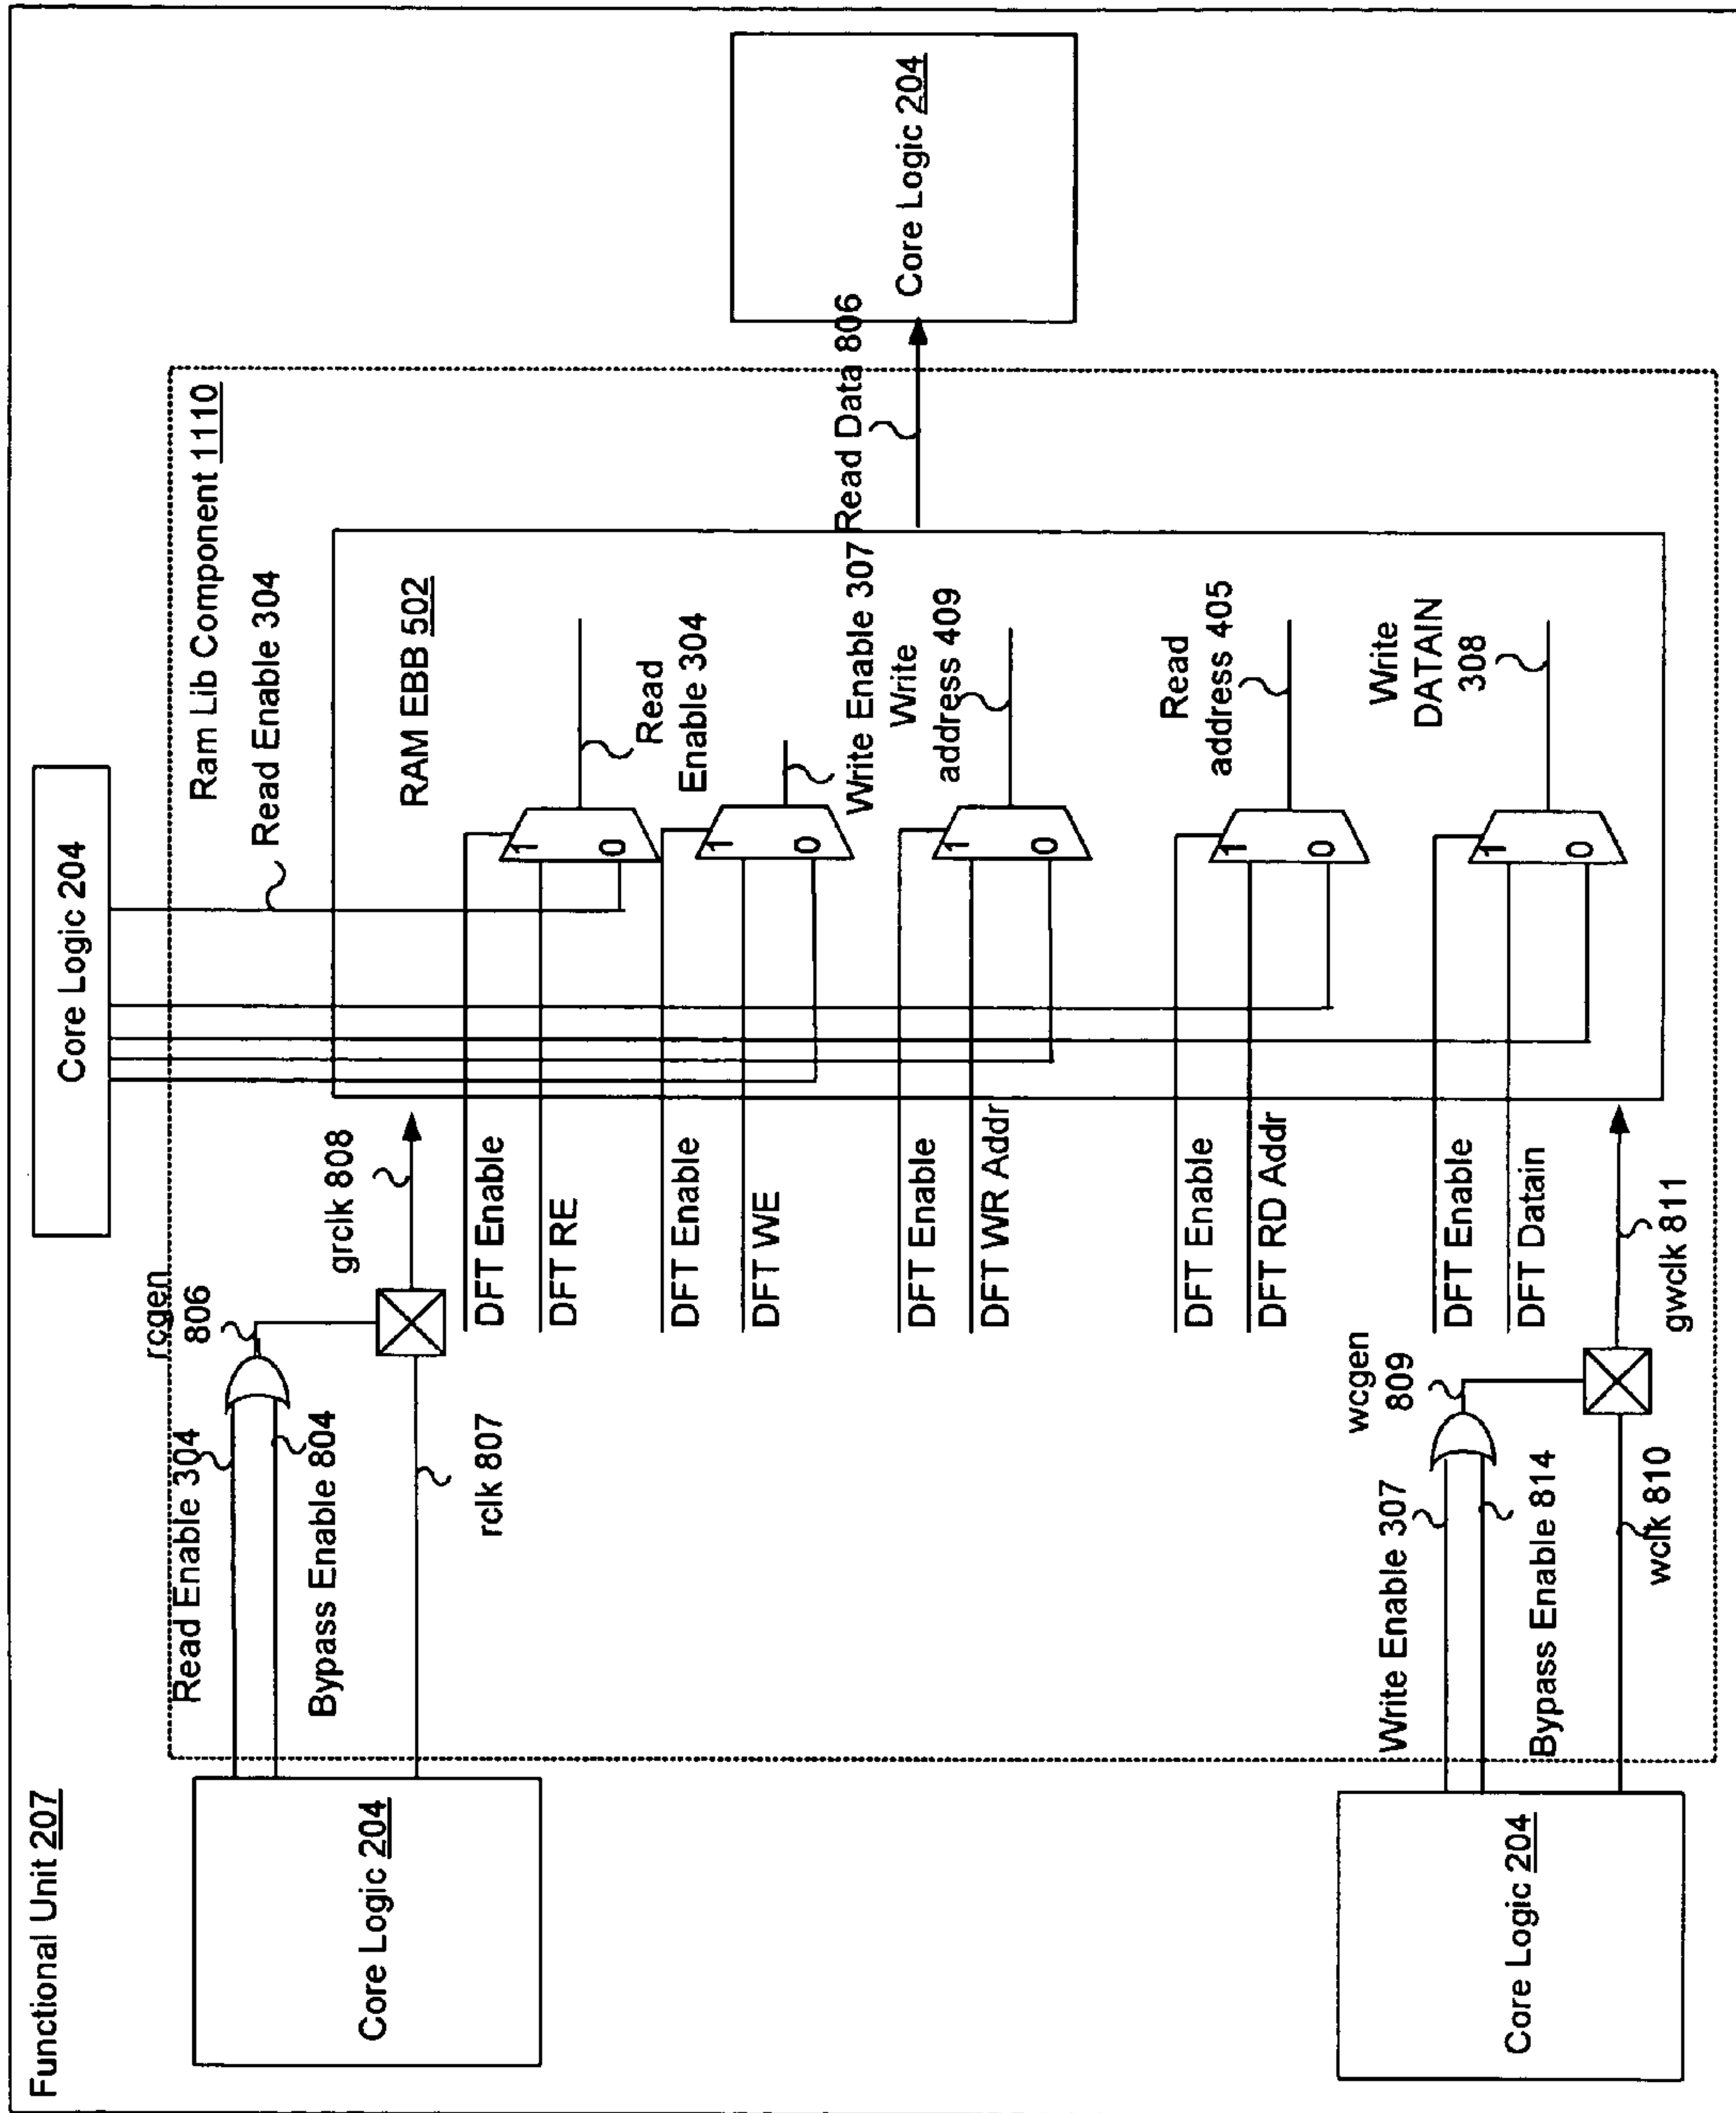 Functional Unit 207
Core Logic 204
Read Enable 304
Bypass Enable 804
rcgen
806
rclk 807
grclk 808
Core Logic 204
Ram Lib Component 1110
Read Enable 304
RAM EBB 502
DFT Enable
DFT RE
1
0
Read
Enable 304
DFT Enable
DFT WE
1
0
Write Enable 307
DFT Enable
DFT WR Addr
1
0
Write
address 409
DFT Enable
DFT RD Addr
1
0
Read
address 405
DFT Enable
DFT Datain
1
0
Write
DATAIN
308
Read Data 806
Core Logic 204
Core Logic 204
Write Enable 307
Bypass Enable 814
wcgen
809
wclk 810
gwclk 811